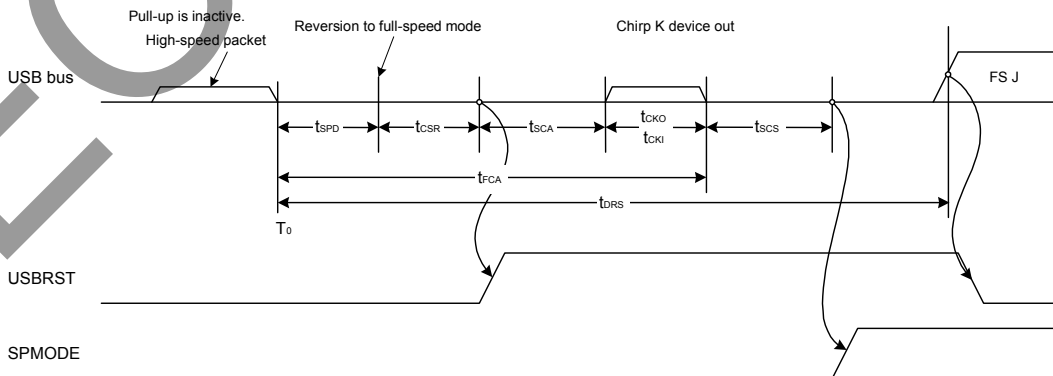 Pull-up is inactive.
High-speed packet
Reversion to full-speed mode
Chirp K device out
USB bus
FS J
tSPD
tCSR
tSCA
tCKO
tCKI
tSCS
tFCA
tDRS
T0
USBRST
SPMODE